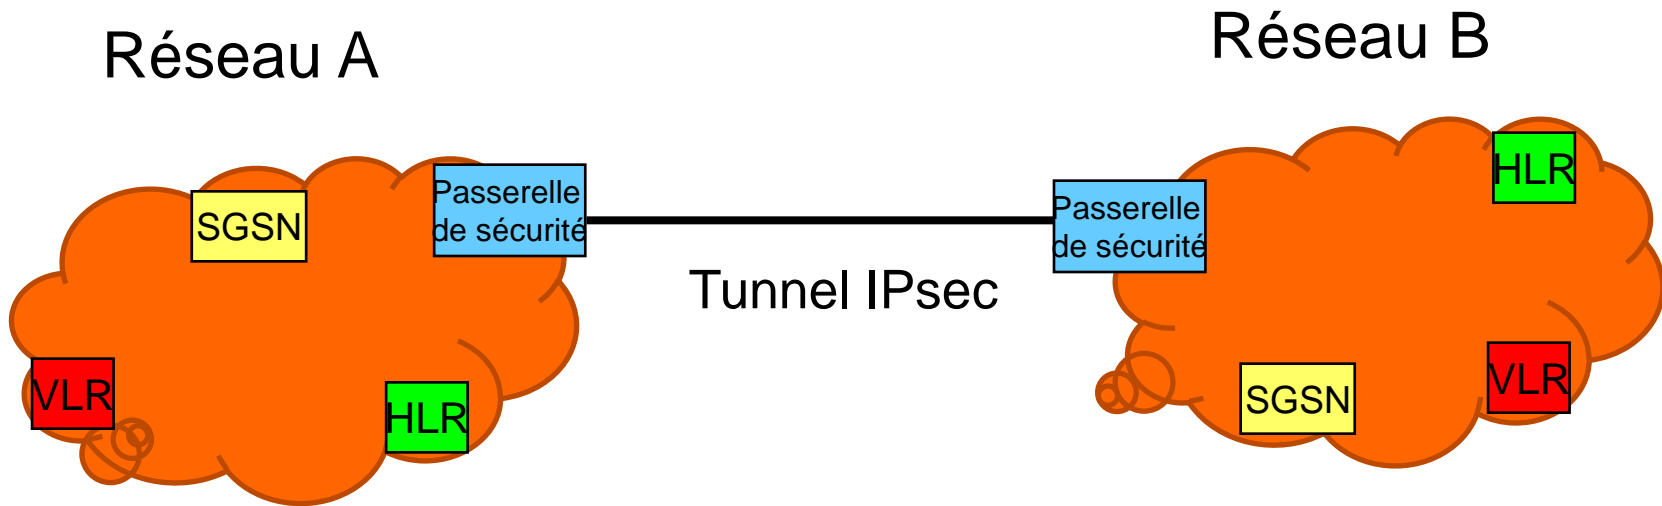 Réseau A
Réseau B
SGSN
Passerelle
de sécurité
VLR
HLR
Tunnel IPsec
Passerelle
de sécurité
HLR
SGSN
VLR